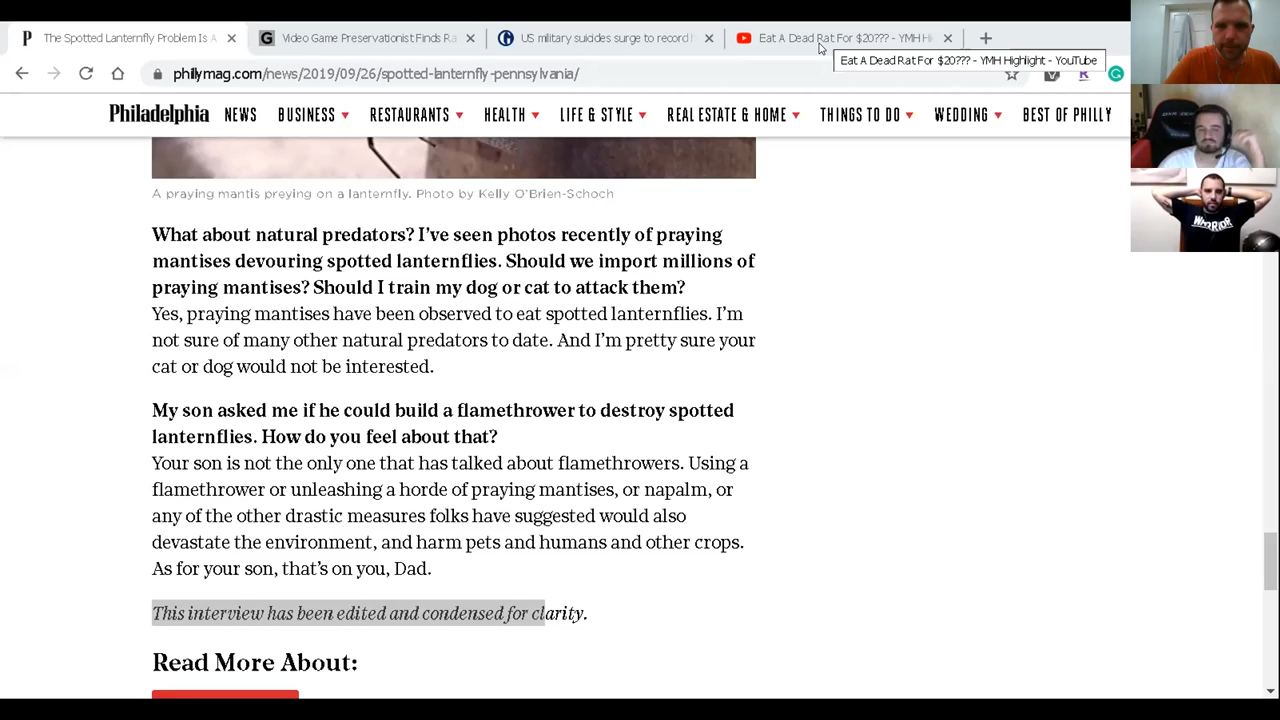 The Spotted Lanternfly Problem Is A
Video Game Preservationist Finds Ra
US military suicides surge to record h
Eat A Dead Rat For $20??? - YMH Hi
Eat A Dead Rat For $20??? - YMH Highlight - YouTube
phillymag.com/news/2019/09/26/spotted-lanternfly-pennsylvania/
Philadelphia NEWS BUSINESS RESTAURANTS HEALTH LIFE & STYLE REAL ESTATE & HOME THINGS TO DO WEDDING BEST OF PHILLY
A praying mantis preying on a lanternfly. Photo by Kelly O'Brien-Schoch
What about natural predators? I've seen photos recently of praying
mantises devouring spotted lanternflies. Should we import millions of
praying mantises? Should I train my dog or cat to attack them?
Yes, praying mantises have been observed to eat spotted lanternflies. I'm
not sure of many other natural predators to date. And I'm pretty sure your
cat or dog would not be interested.
My son asked me if he could build a flamethrower to destroy spotted
lanternflies. How do you feel about that?
Your son is not the only one that has talked about flamethrowers. Using a
flamethrower or unleashing a horde of praying mantises, or napalm, or
any of the other drastic measures folks have suggested would also
devastate the environment, and harm pets and humans and other crops.
As for your son, that's on you, Dad.
This interview has been edited and condensed for clarity.
Read More About: